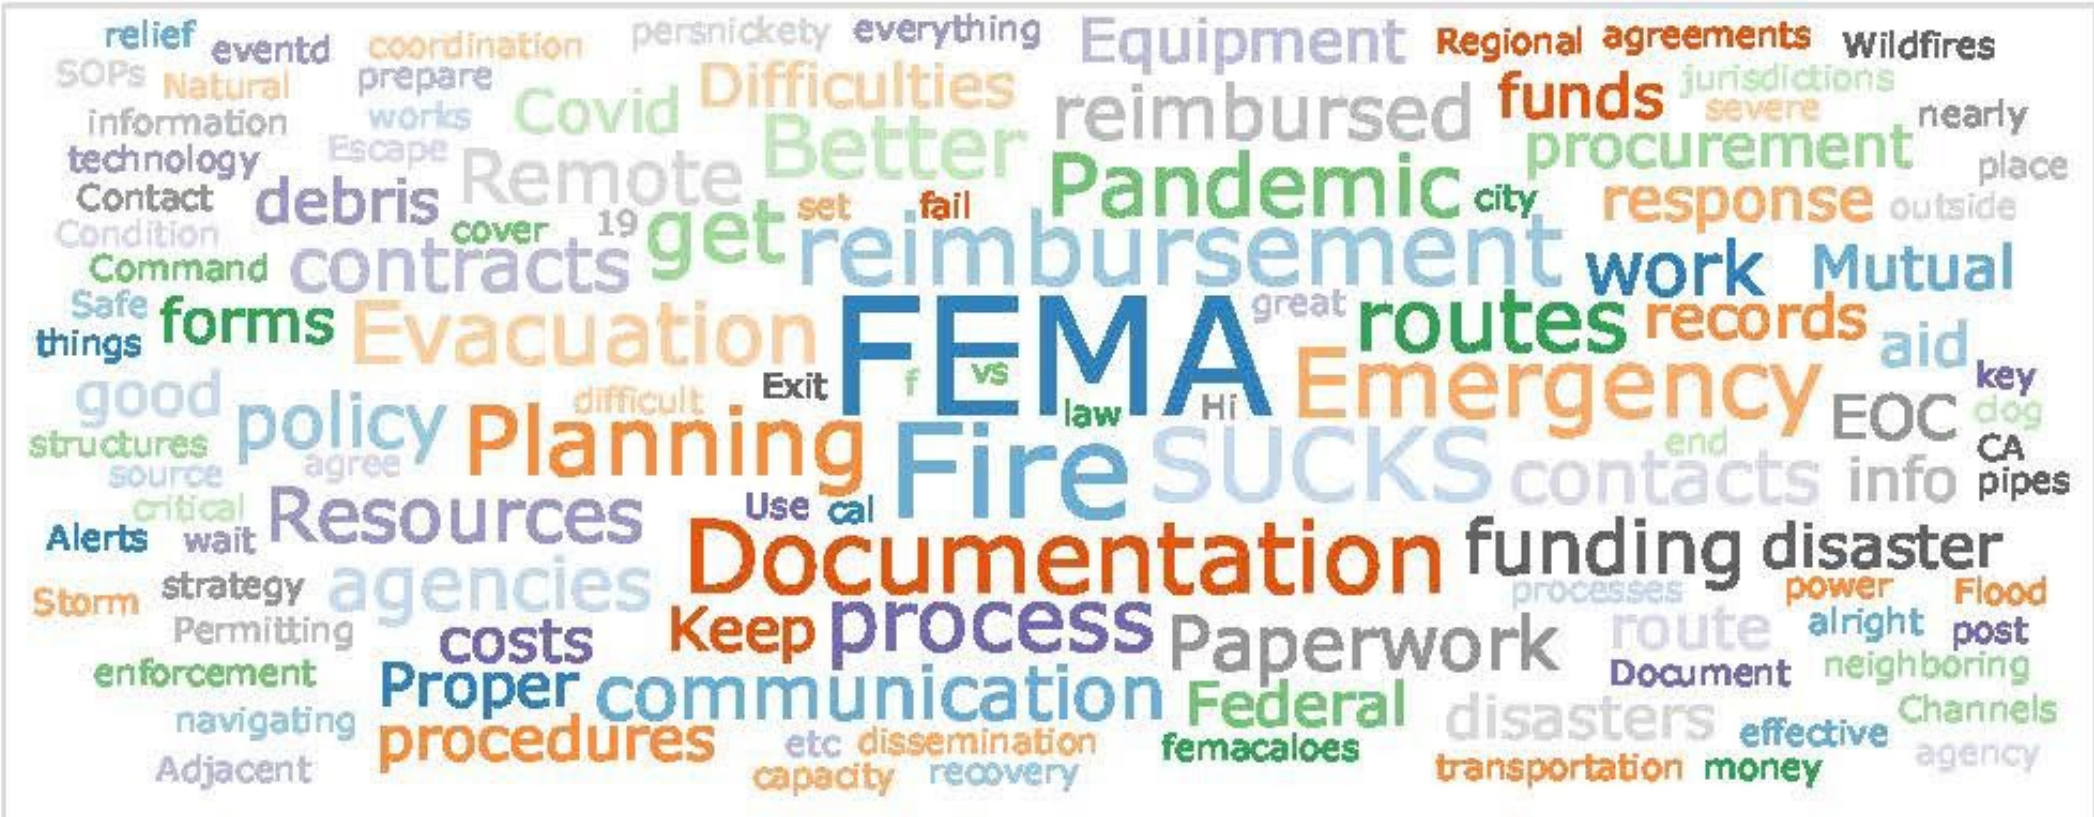 relief eventd coordination persnickety everything Equipment Regional agreements Wildfires
SOPs Natural prepare Difficulties funds jurisdictions
information works Covid Better reimbursed severe nearly
technology Escape Remote Pandemic procurement place
Contact debris cover 19 get set fail city response outside
Condition contracts reimbursement work Mutual
Command
Safe forms Evacuation FEMA great routes records aid
things Exit f vs Emergency key
good difficult law Hi EOC dog
structures policy Planning Fire SUCKS end CA
source agree contacts info pipes
critical Resources Use cal
Alerts wait Documentation funding disaster
Storm strategy agencies processes power Flood
Permitting costs Keep process Paperwork route alright post
enforcement Proper communication Federal Document neighboring
navigating procedures etc dissemination femacaloes disasters effective Channels
Adjacent capacity recovery transportation money agency